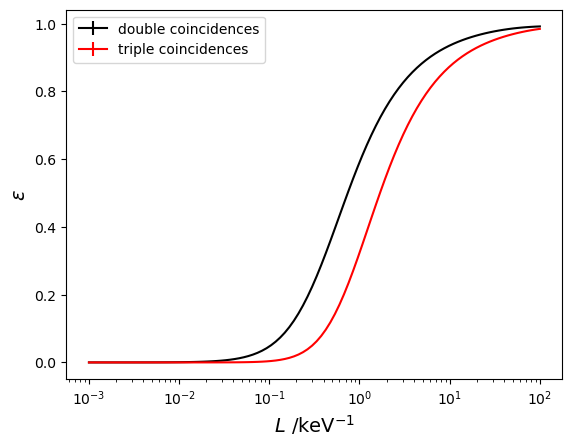 double coincidences
triple coincidences
1.0
0.8
0.6
0.4
0.2
0.0
ε
10⁻³ 10⁻² 10⁻¹ 10⁰ 10¹ 10²
L /keV⁻¹